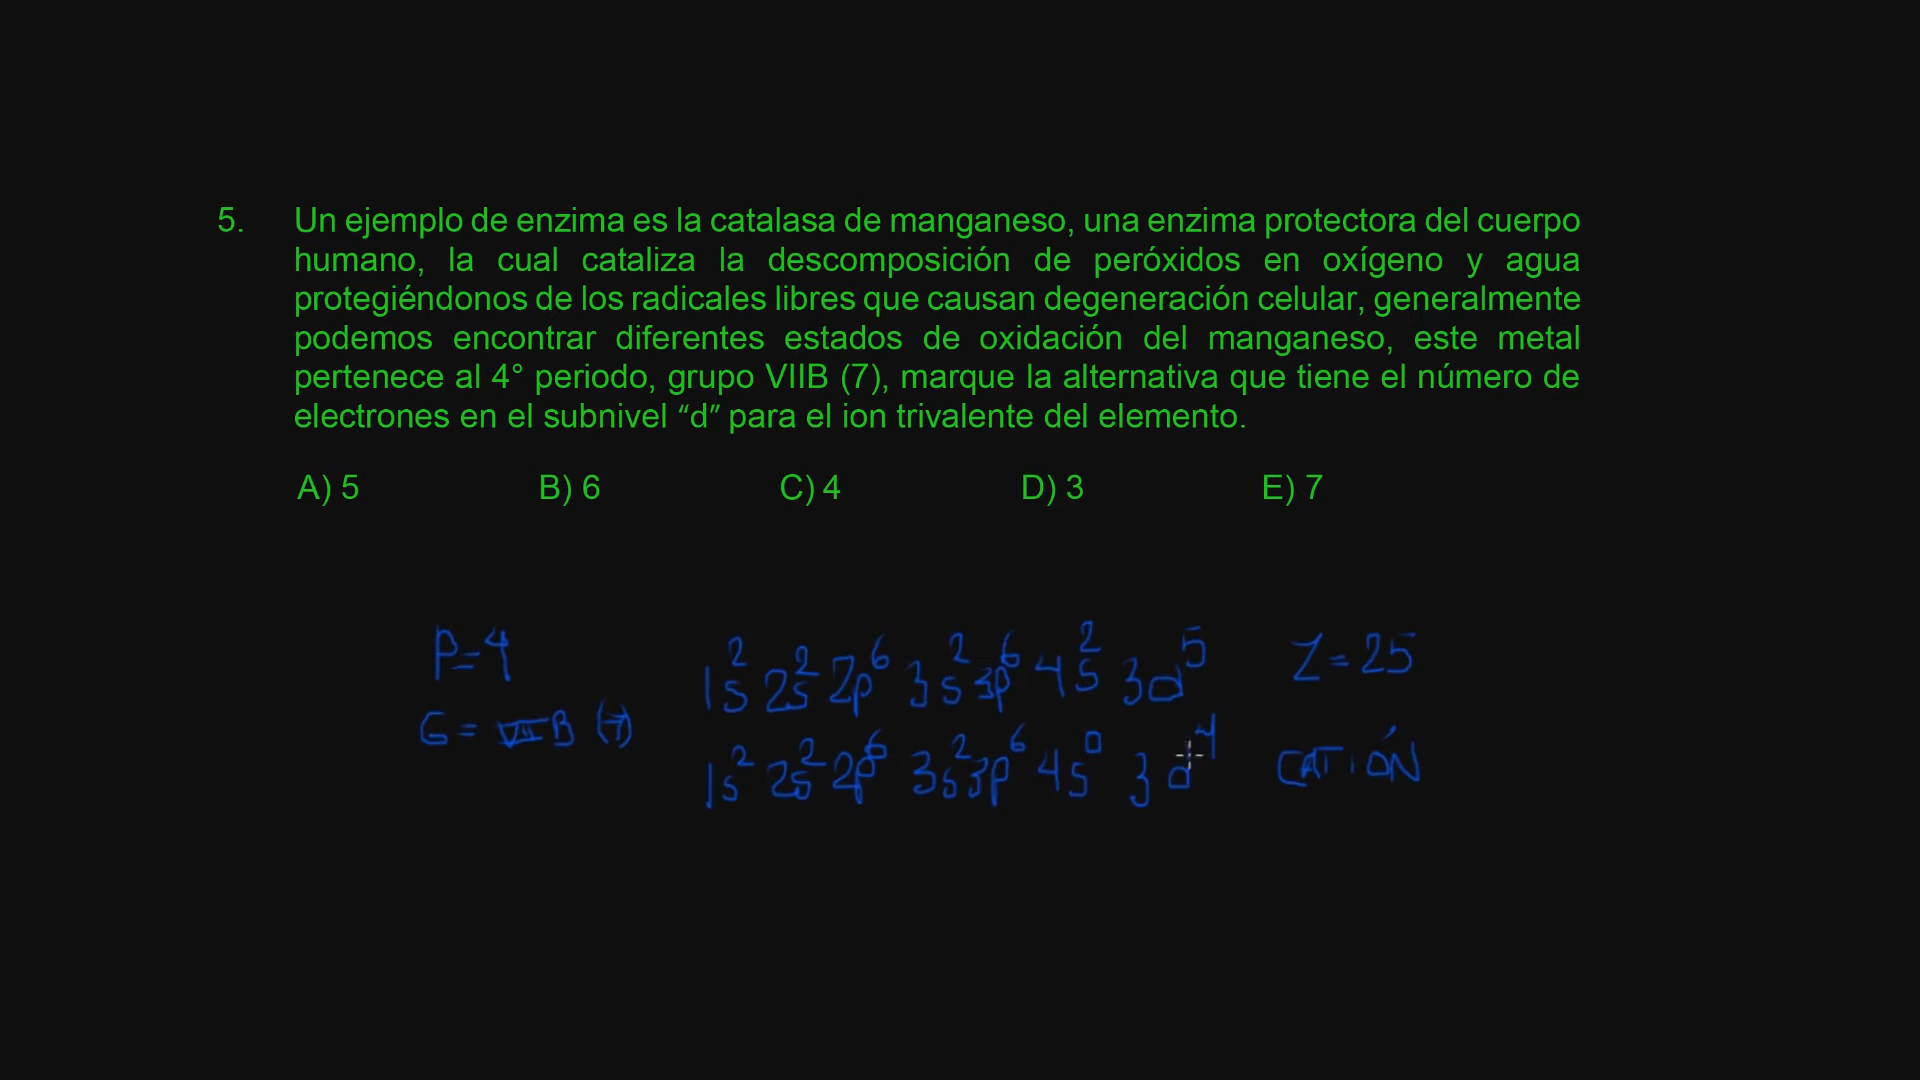 5. Un ejemplo de enzima es la catalasa de manganeso, una enzima protectora del cuerpo
humano, la cual cataliza la descomposición de peróxidos en oxígeno y agua
protegiéndonos de los radicales libres que causan degeneración celular, generalmente
podemos encontrar diferentes estados de oxidación del manganeso, este metal
pertenece al 4° periodo, grupo VIIB (7), marque la alternativa que tiene el número de
electrones en el subnivel “d” para el ion trivalente del elemento.
A) 5 B) 6 C) 4 D) 3 E) 7
P=4 1s² 2s² 2p⁶ 3s² 3p⁶ 4s² 3d⁵ Z=25
G= VIIB (7)
1s² 2s² 2p⁶ 3s² 3p⁶ 4s⁰ 3d⁴ CATIÓN